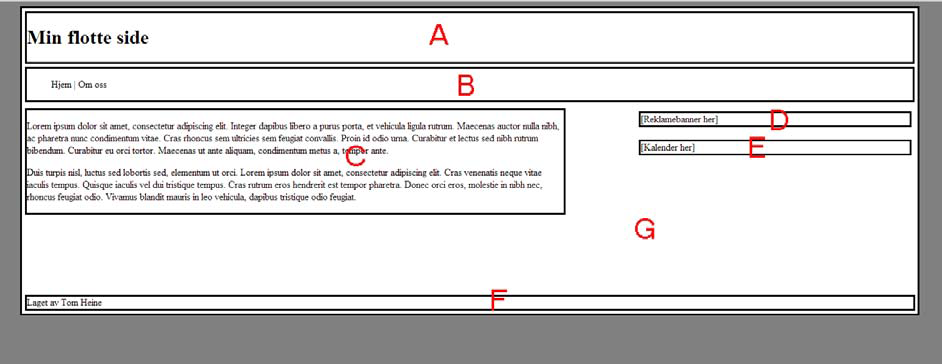 Min flotte side
A
Hjem | Om oss
B
Lorem ipsum dolor sit amet, consectetur adipiscing elit. Integer dapibus libero a purus porta, et vehicula ligula rutrum. Maecenas auctor nulla nibh,
ac pharetra nunc condimentum vitae. Cras rhoncus sem ultricies sem feugiat convallis. Proin id odio urna. Curabitur et lectus sed nibh rutrum
bibendum. Curabitur eu orci tortor. Maecenas ut ante aliquam, condimentum metus a, tempor ante.
C
Duis turpis nisl, luctus sed lobortis sed, elementum ut orci. Lorem ipsum dolor sit amet, consectetur adipiscing elit. Cras venenatis neque vitae
iaculis tempus. Quisque iaculis vel dui tristique tempus. Cras rutrum eros hendrerit est tempor pharetra. Donec orci eros, molestie in nibh nec,
rhoncus feugiat odio. Vivamus blandit mauris in leo vehicula, dapibus tristique odio feugiat.
[Reklamebanner her]
D
[Kalender her]
E
G
Laget av Tom Heine
F